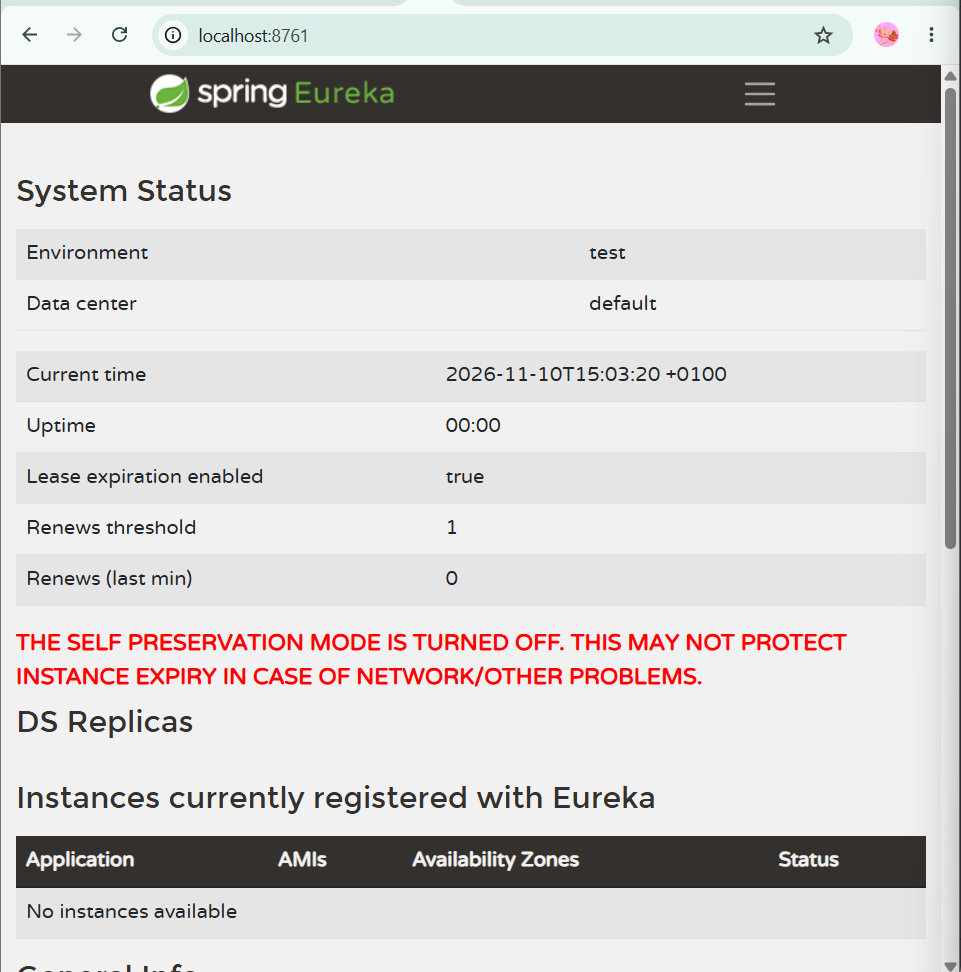 localhost:8761
spring Eureka
System Status
Environment test
Data center default
Current time 2026-11-10T15:03:20 +0100
Uptime 00:00
Lease expiration enabled true
Renews threshold 1
Renews (last min) 0
THE SELF PRESERVATION MODE IS TURNED OFF. THIS MAY NOT PROTECT
INSTANCE EXPIRY IN CASE OF NETWORK/OTHER PROBLEMS.
DS Replicas
Instances currently registered with Eureka
Application AMIs Availability Zones Status
No instances available
General Info